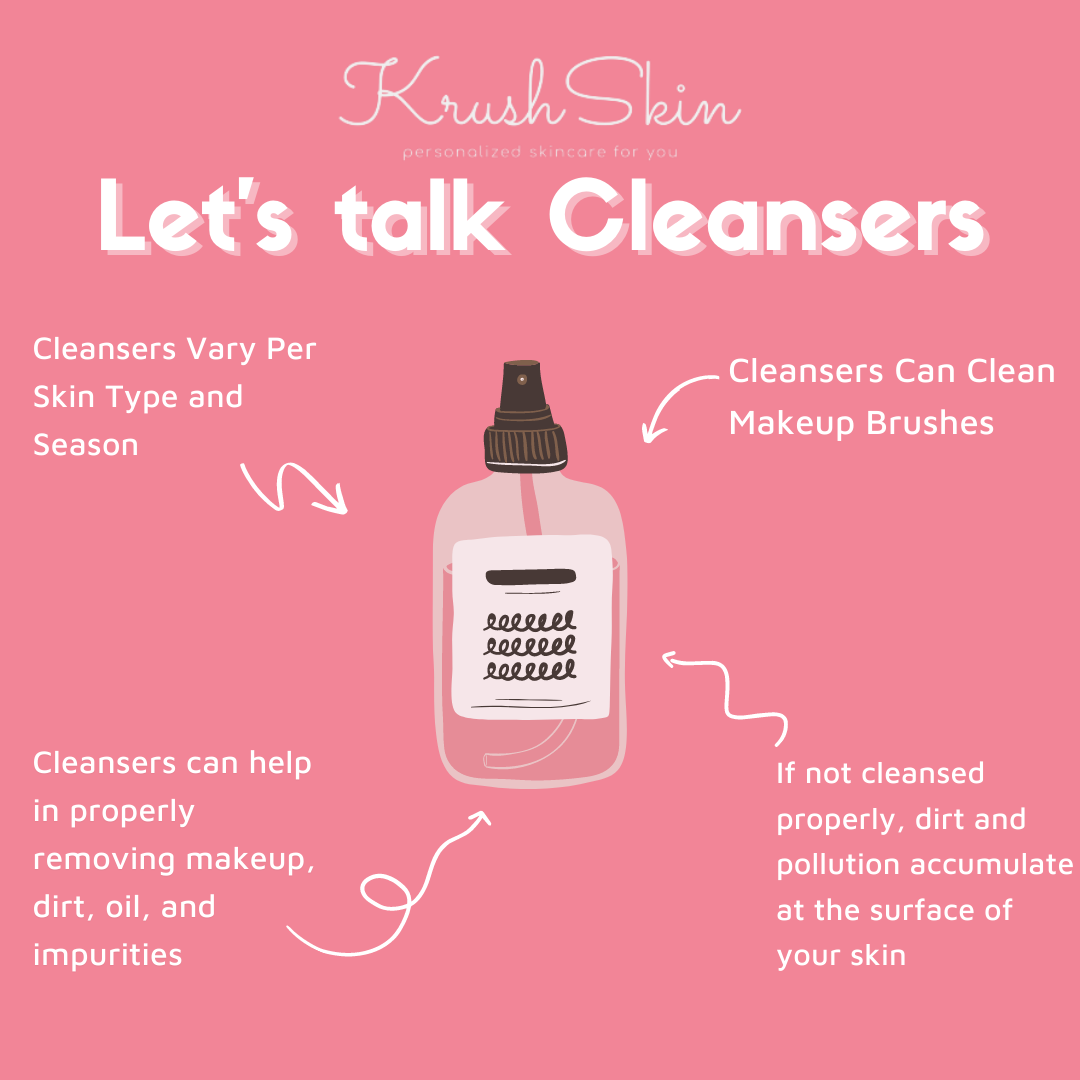 Krush Skin
personalized skincare for you
Let's talk Cleansers
Cleansers Vary Per
Skin Type and
Season
Cleansers Can Clean
Makeup Brushes
Cleansers can help
in properly
removing makeup,
dirt, oil, and
impurities
If not cleansed
properly, dirt and
pollution accumulate
at the surface of
your skin